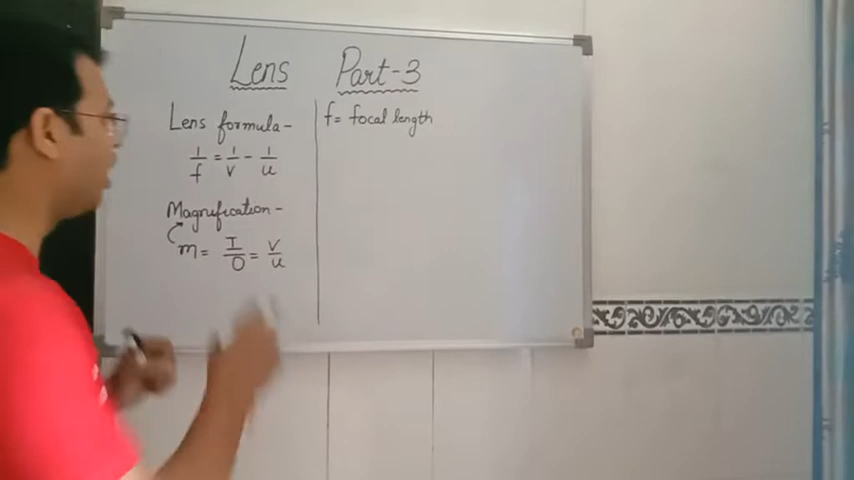 Lens Part-3
Lens formula-
1/f = 1/v - 1/u
Magnification -
m = I/O = v/u
f = focal length